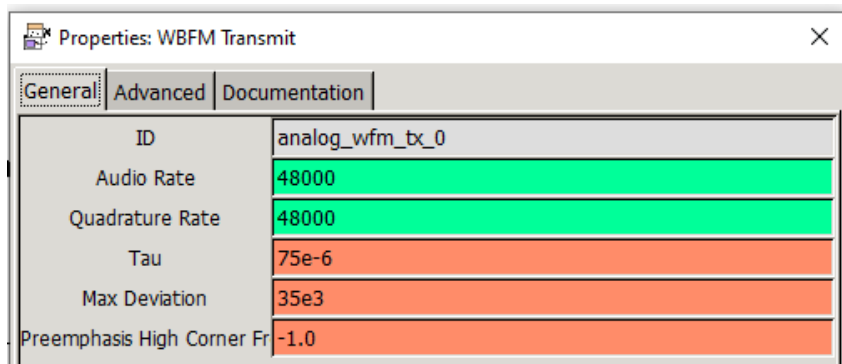 Properties: WBFM Transmit
General Advanced Documentation
ID analog_wfm_tx_0
Audio Rate 48000
Quadrature Rate 48000
Tau 75e-6
Max Deviation 35e3
Preemphasis High Corner Fr -1.0